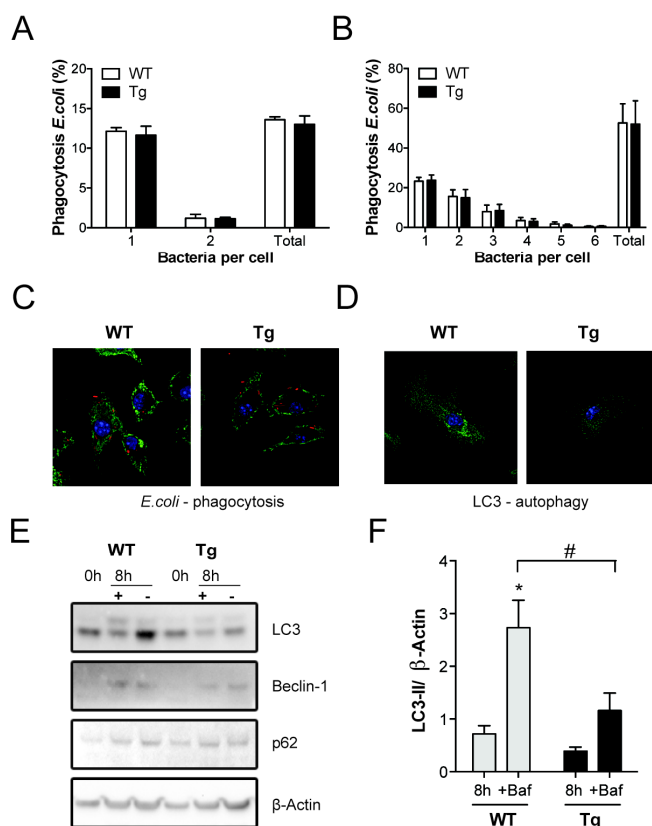 A
Phagocytosis E.coli (%)
20
15
10
5
0
WT
Tg
1 2 Total
Bacteria per cell
B
Phagocytosis E.coli (%)
80
60
40
20
0
WT
Tg
1 2 3 4 5 6 Total
Bacteria per cell
C
WT Tg
E.coli - phagocytosis
D
WT Tg
LC3 - autophagy
E
WT Tg
0h 8h 0h 8h
+ - + -
LC3
Beclin-1
p62
β-Actin
F
LC3-II/ β-Actin
4
3
2
1
0
#
*
8h +Baf 8h +Baf
WT Tg